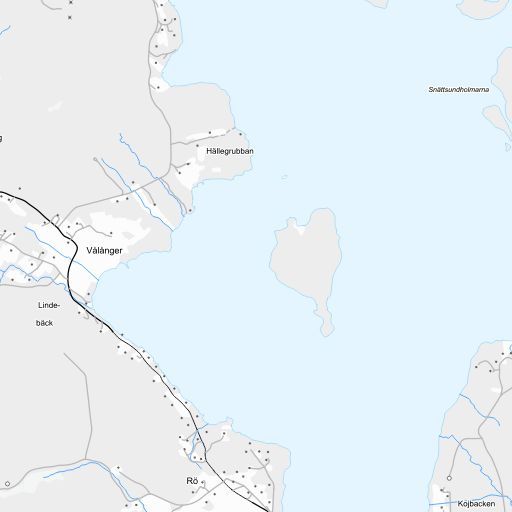 Snättsundholmarna
g
Hällegrubban
Vålånger
Linde-
bäck
Rö
Köjbacken